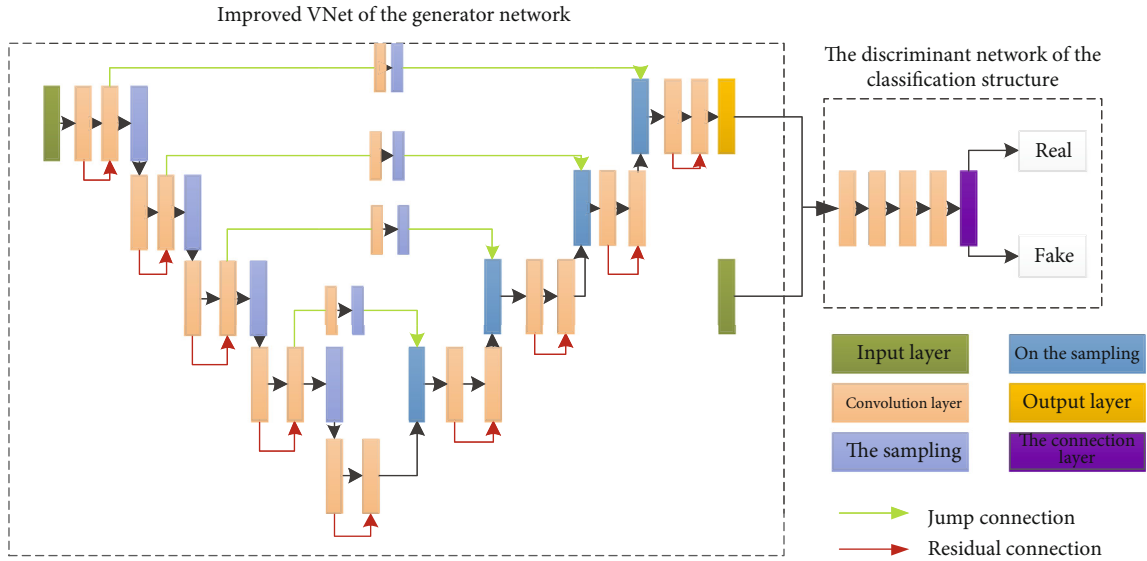 Improved VNet of the generator network
The discriminant network of the
classification structure
Real
Fake
Input layer
On the sampling
Convolution layer
Output layer
The sampling
The connection
layer
Jump connection
Residual connection